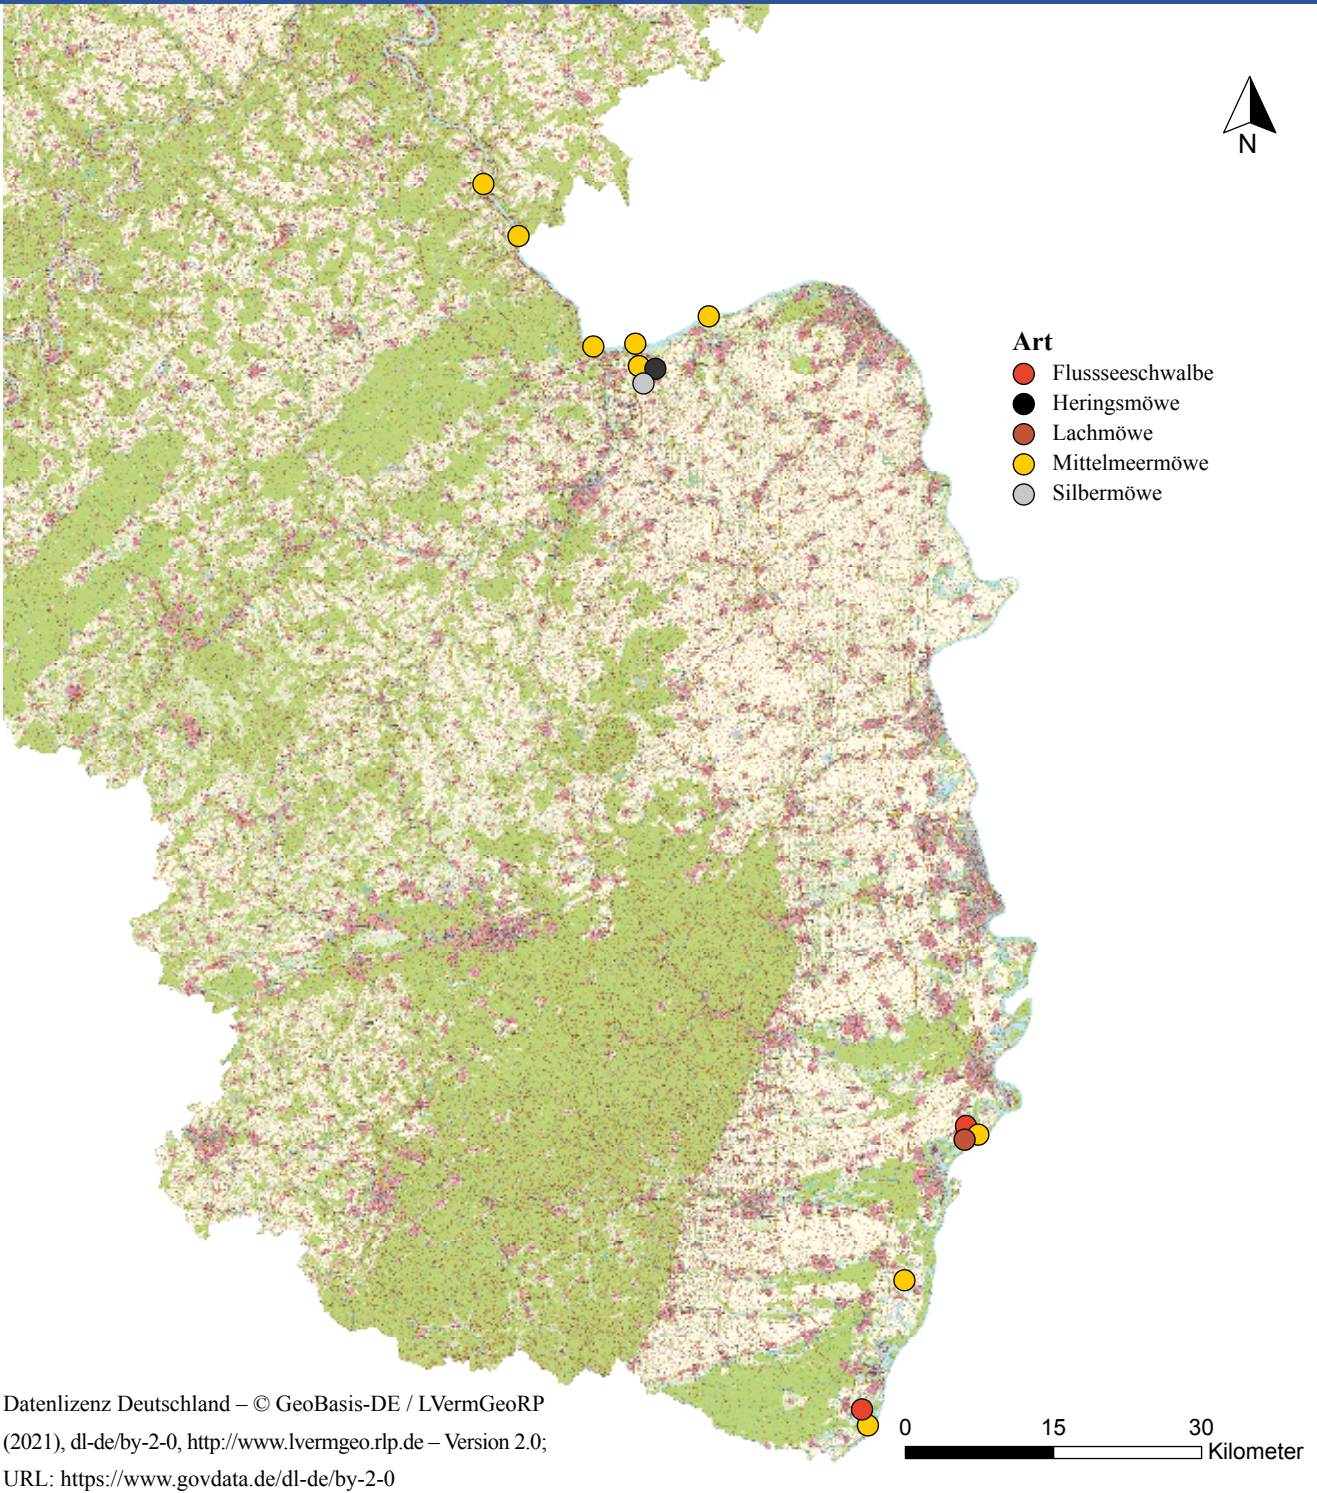 N
Art
Flussseeschwalbe
Heringsmöwe
Lachmöwe
Mittelmeermöwe
Silbermöwe
Datenlizenz Deutschland – © GeoBasis-DE / LVermGeoRP
(2021), dl-de/by-2-0, http://www.lvermgeo.rlp.de – Version 2.0;
URL: https://www.govdata.de/dl-de/by-2-0
0 15 30
Kilometer